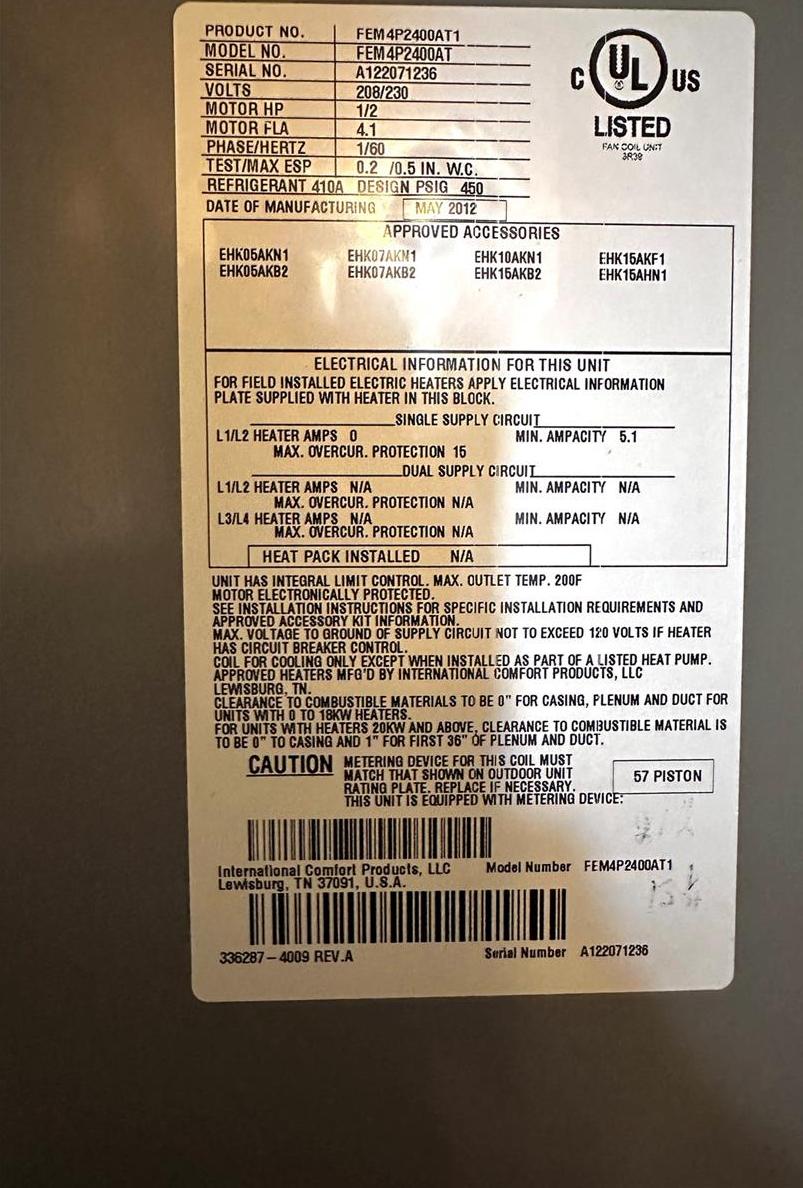 PRODUCT NO. FEM4P2400AT1
MODEL NO. FEM4P2400AT
SERIAL NO. A122071236
VOLTS 208/230
MOTOR HP 1/2
MOTOR FLA 4.1
PHASE/HERTZ 1/60
TEST/MAX ESP 0.2 /0.5 IN. W.C.
REFRIGERANT 410A DESIGN PSIG 450
DATE OF MANUFACTURING MAY 2012
C UL US
LISTED
FAN COIL UNIT
APPROVED ACCESSORIES
EHK05AKN1 EHK07AKN1 EHK10AKN1 EHK15AKF1
EHK05AKB2 EHK07AKB2 EHK15AKB2 EHK15AHN1
ELECTRICAL INFORMATION FOR THIS UNIT
FOR FIELD INSTALLED ELECTRIC HEATERS APPLY ELECTRICAL INFORMATION
PLATE SUPPLIED WITH HEATER IN THIS BLOCK.
SINGLE SUPPLY CIRCUIT
L1/L2 HEATER AMPS 0 MIN. AMPACITY 5.1
MAX. OVERCUR. PROTECTION 15
DUAL SUPPLY CIRCUIT
L1/L2 HEATER AMPS N/A MIN. AMPACITY N/A
MAX. OVERCUR. PROTECTION N/A
L3/L4 HEATER AMPS N/A MIN. AMPACITY N/A
MAX. OVERCUR. PROTECTION N/A
HEAT PACK INSTALLED N/A
UNIT HAS INTEGRAL LIMIT CONTROL. MAX. OUTLET TEMP. 200F
MOTOR ELECTRONICALLY PROTECTED.
SEE INSTALLATION INSTRUCTIONS FOR SPECIFIC INSTALLATION REQUIREMENTS AND
APPROVED ACCESSORY KIT INFORMATION.
MAX. VOLTAGE TO GROUND OF SUPPLY CIRCUIT NOT TO EXCEED 120 VOLTS IF HEATER
HAS CIRCUIT BREAKER CONTROL.
COIL FOR COOLING ONLY EXCEPT WHEN INSTALLED AS PART OF A LISTED HEAT PUMP.
APPROVED HEATERS MFG'D BY INTERNATIONAL COMFORT PRODUCTS, LLC
LEWISBURG, TN.
CLEARANCE TO COMBUSTIBLE MATERIALS TO BE 0" FOR CASING, PLENUM AND DUCT FOR
UNITS WITH 0 TO 18KW HEATERS.
FOR UNITS WITH HEATERS 20KW AND ABOVE, CLEARANCE TO COMBUSTIBLE MATERIAL IS
TO BE 0" TO CASING AND 1" FOR FIRST 36" OF PLENUM AND DUCT.
CAUTION METERING DEVICE FOR THIS COIL MUST
MATCH THAT SHOWN ON OUTDOOR UNIT
RATING PLATE. REPLACE IF NECESSARY.
THIS UNIT IS EQUIPPED WITH METERING DEVICE:
57 PISTON
International Comfort Products, LLC Model Number FEM4P2400AT1
Lewisburg, TN 37091, U.S.A.
336287-4009 REV.A Serial Number A122071236